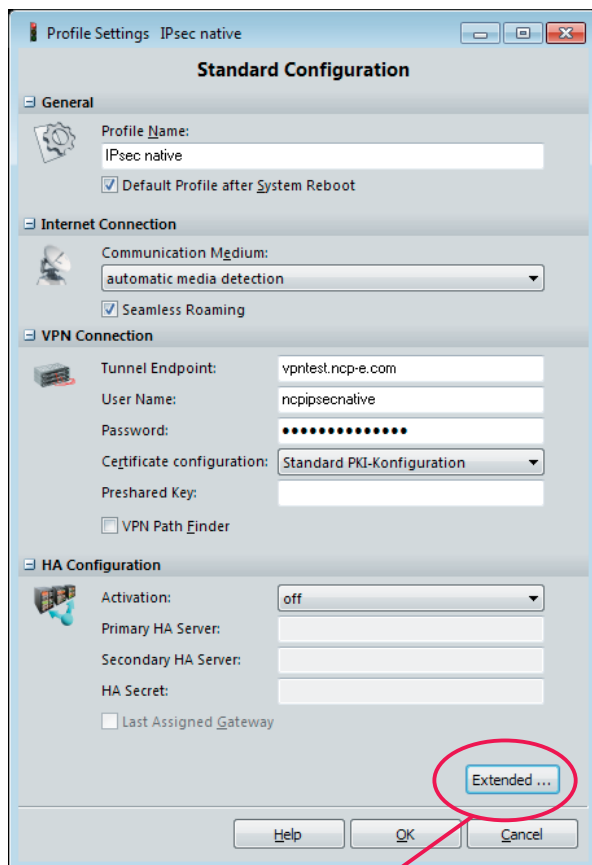 Profile Settings IPsec native
Standard Configuration
General
Profile Name:
IPsec native
Default Profile after System Reboot
Internet Connection
Communication Medium:
automatic media detection
Seamless Roaming
VPN Connection
Tunnel Endpoint: vpntest.ncp-e.com
User Name: ncpipsecnative
Password: ••••••••••••••
Certificate configuration: Standard PKI-Konfiguration
Preshared Key:
VPN Path Finder
HA Configuration
Activation: off
Primary HA Server:
Secondary HA Server:
HA Secret:
Last Assigned Gateway
Extended ...
Help OK Cancel